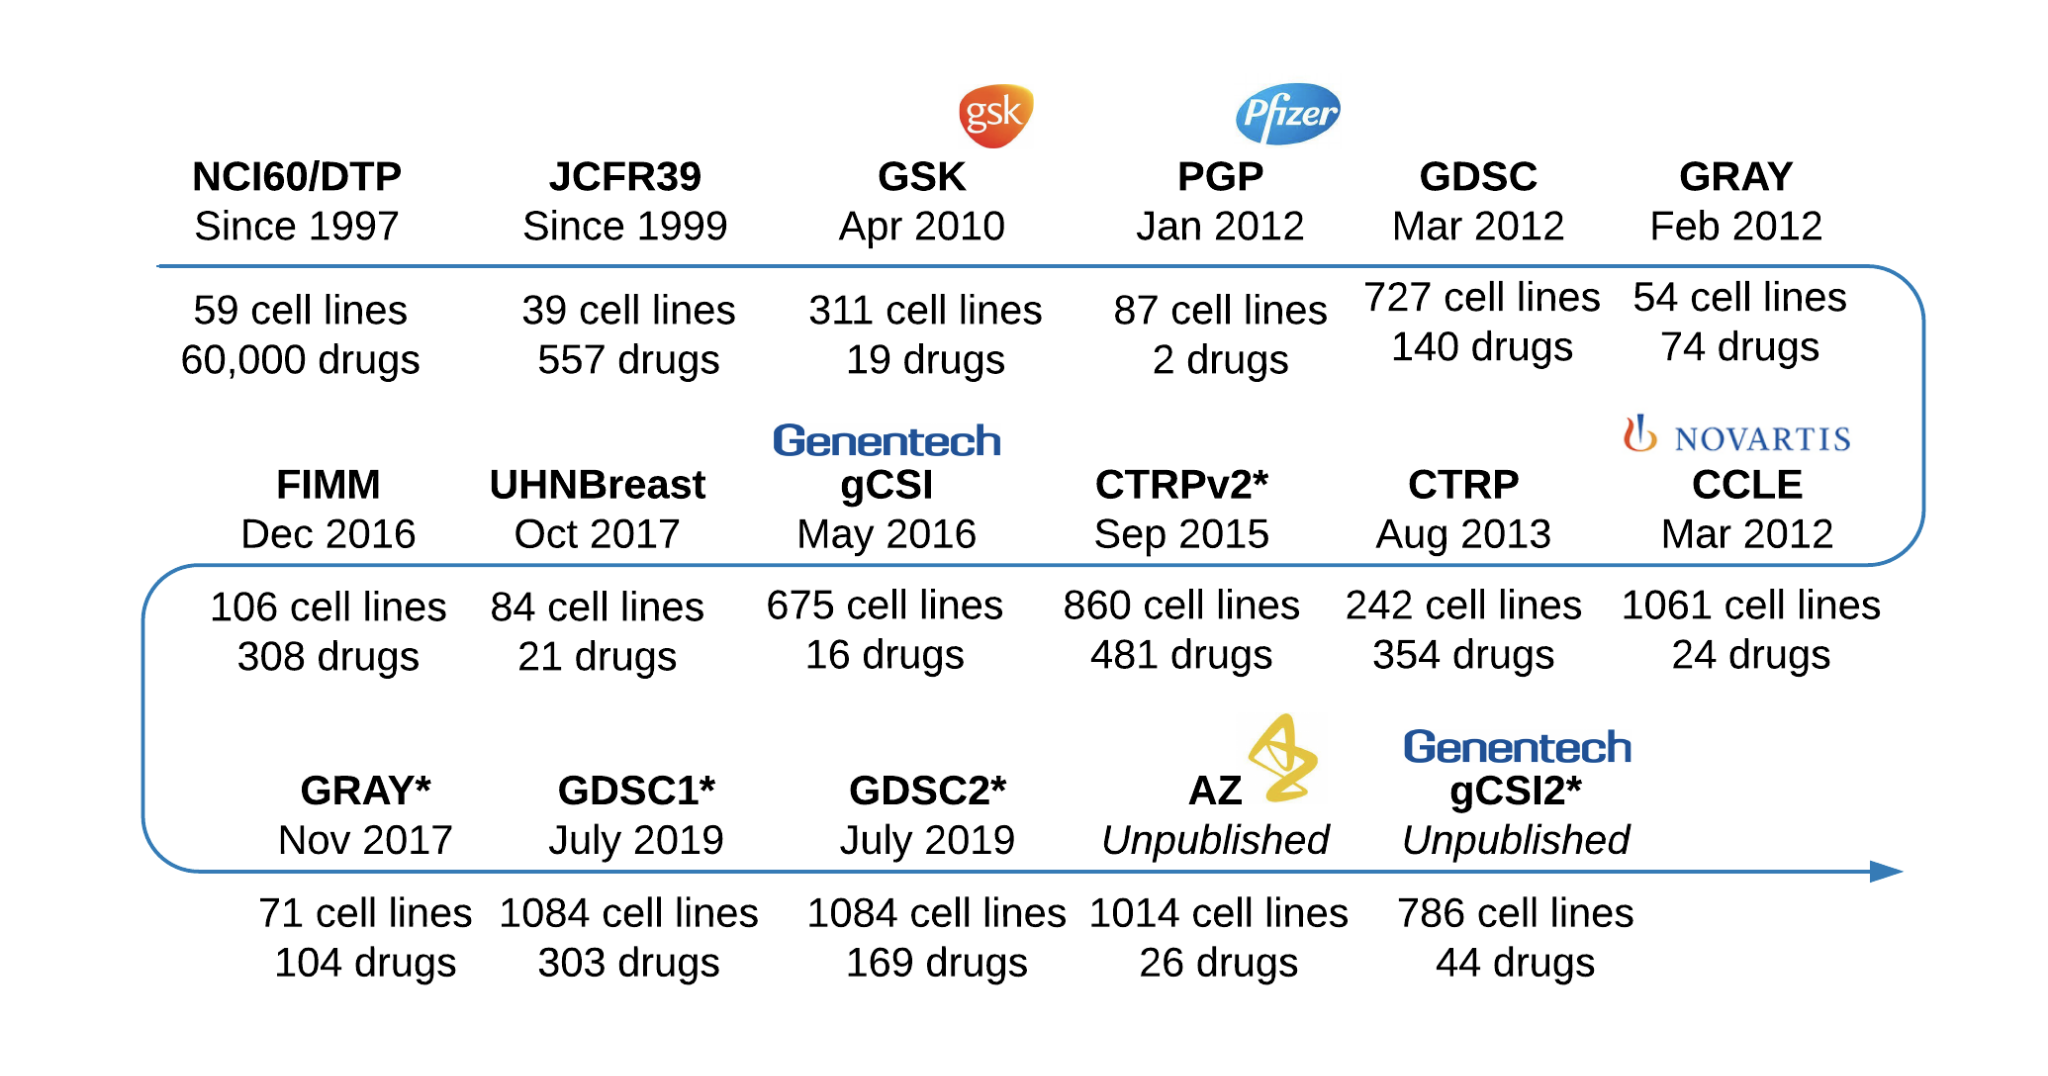 gsk
Pfizer
NCI60/DTP JCFR39 GSK PGP GDSC GRAY
Since 1997 Since 1999 Apr 2010 Jan 2012 Mar 2012 Feb 2012
59 cell lines 39 cell lines 311 cell lines 87 cell lines 727 cell lines 54 cell lines
60,000 drugs 557 drugs 19 drugs 2 drugs 140 drugs 74 drugs
Genentech NOVARTIS
FIMM UHNBreast gCSI CTRPv2* CTRP CCLE
Dec 2016 Oct 2017 May 2016 Sep 2015 Aug 2013 Mar 2012
106 cell lines 84 cell lines 675 cell lines 860 cell lines 242 cell lines 1061 cell lines
308 drugs 21 drugs 16 drugs 481 drugs 354 drugs 24 drugs
Genentech
GRAY* GDSC1* GDSC2* AZ gCSI2*
Nov 2017 July 2019 July 2019 Unpublished Unpublished
71 cell lines 1084 cell lines 1084 cell lines 1014 cell lines 786 cell lines
104 drugs 303 drugs 169 drugs 26 drugs 44 drugs